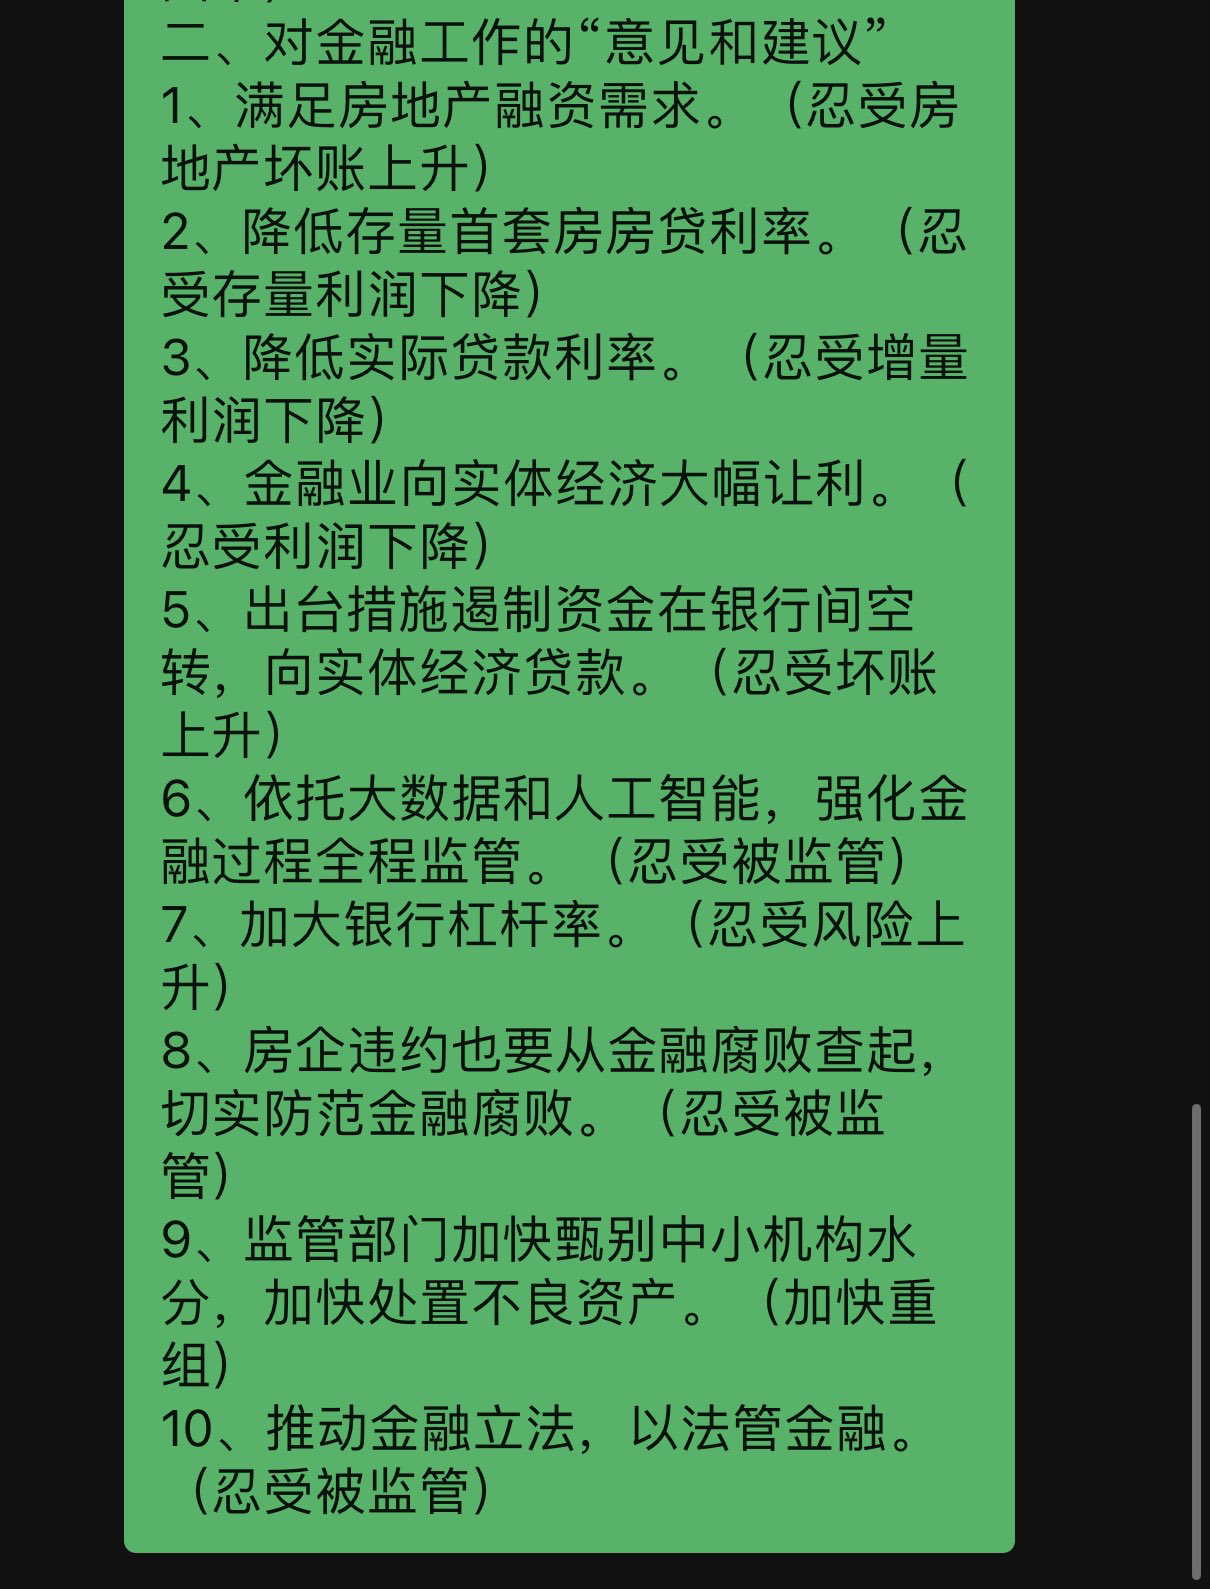 二、对金融工作的“意见和建议”
1、满足房地产融资需求。（忍受房
地产坏账上升）
2、降低存量首套房房贷利率。（忍
受存量利润下降）
3、降低实际贷款利率。（忍受增量
利润下降）
4、金融业向实体经济大幅让利。（
忍受利润下降）
5、出台措施遏制资金在银行间空
转，向实体经济贷款。（忍受坏账
上升）
6、依托大数据和人工智能，强化金
融过程全程监管。（忍受被监管）
7、加大银行杠杆率。（忍受风险上
升）
8、房企违约也要从金融腐败查起，
切实防范金融腐败。（忍受被监
管）
9、监管部门加快甄别中小机构水
分，加快处置不良资产。（加快重
组）
10、推动金融立法，以法管金融。
（忍受被监管）